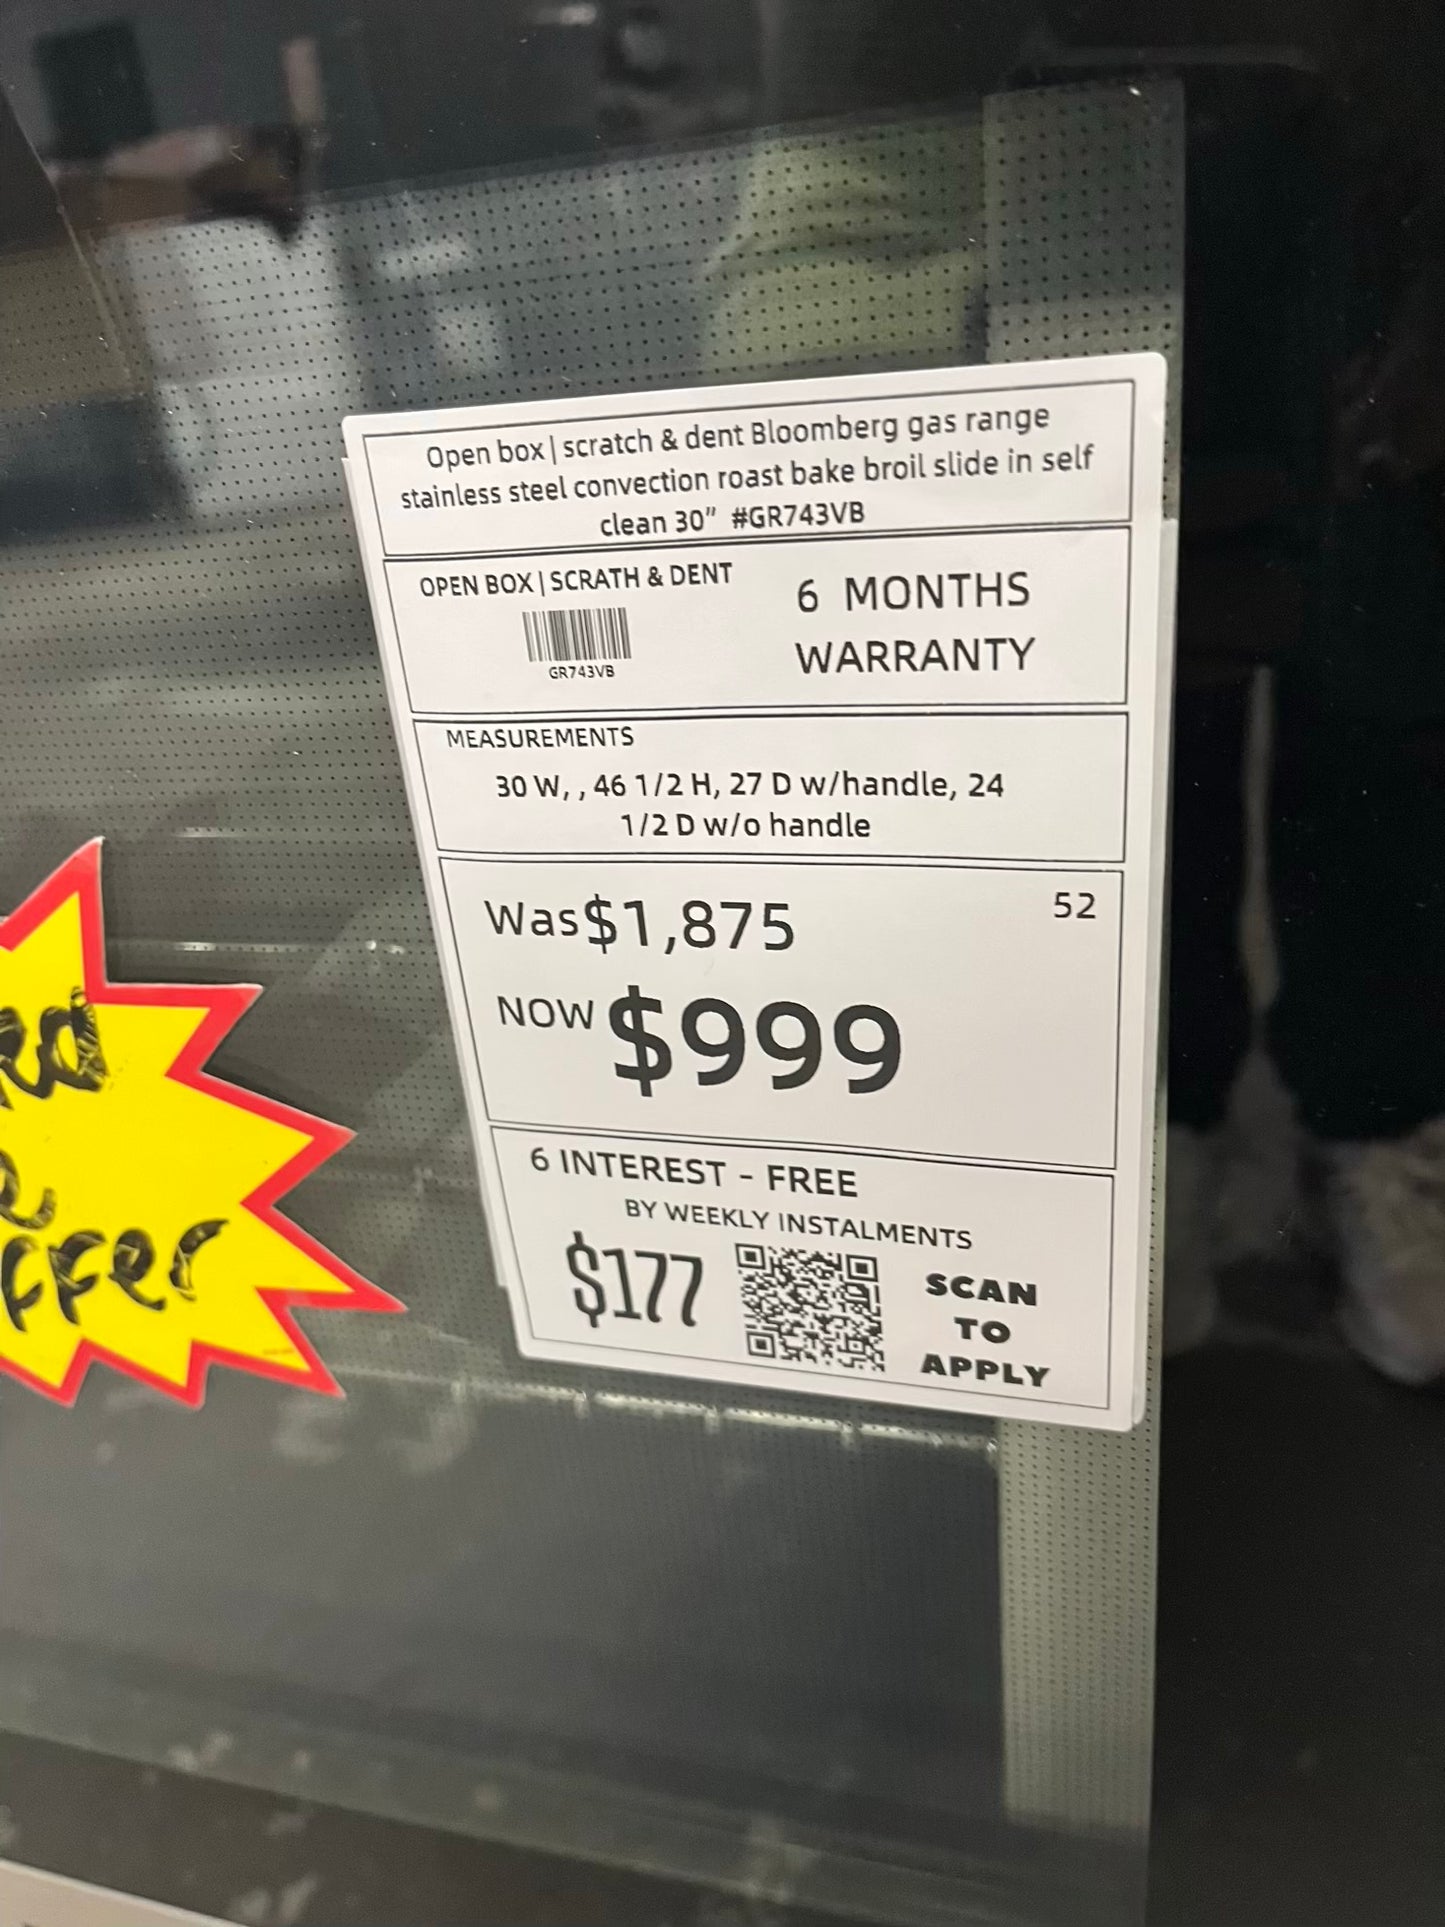 Open box | scratch & dent Bloomberg gas range
stainless steel convection roast bake broil slide in self
clean 30" #GR743VB
OPEN BOX | SCRATH & DENT
GR743VB
6 MONTHS
WARRANTY
MEASUREMENTS
30 W, , 46 1/2 H, 27 D w/handle, 24
1/2 D w/o handle
Was $1,875
52
NOW $999
6 INTEREST - FREE
BY WEEKLY INSTALMENTS
$177
SCAN
TO
APPLY